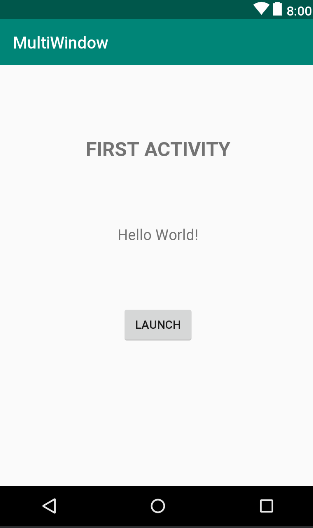 8:00
MultiWindow
FIRST ACTIVITY
Hello World!
LAUNCH